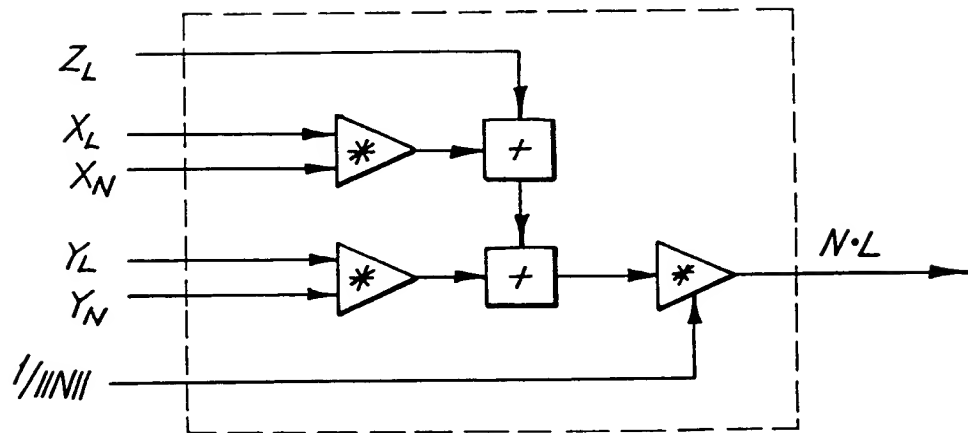 Z_L
X_L
X_N
*
+
Y_L
Y_N
*
+
*
N·L
1/||N||